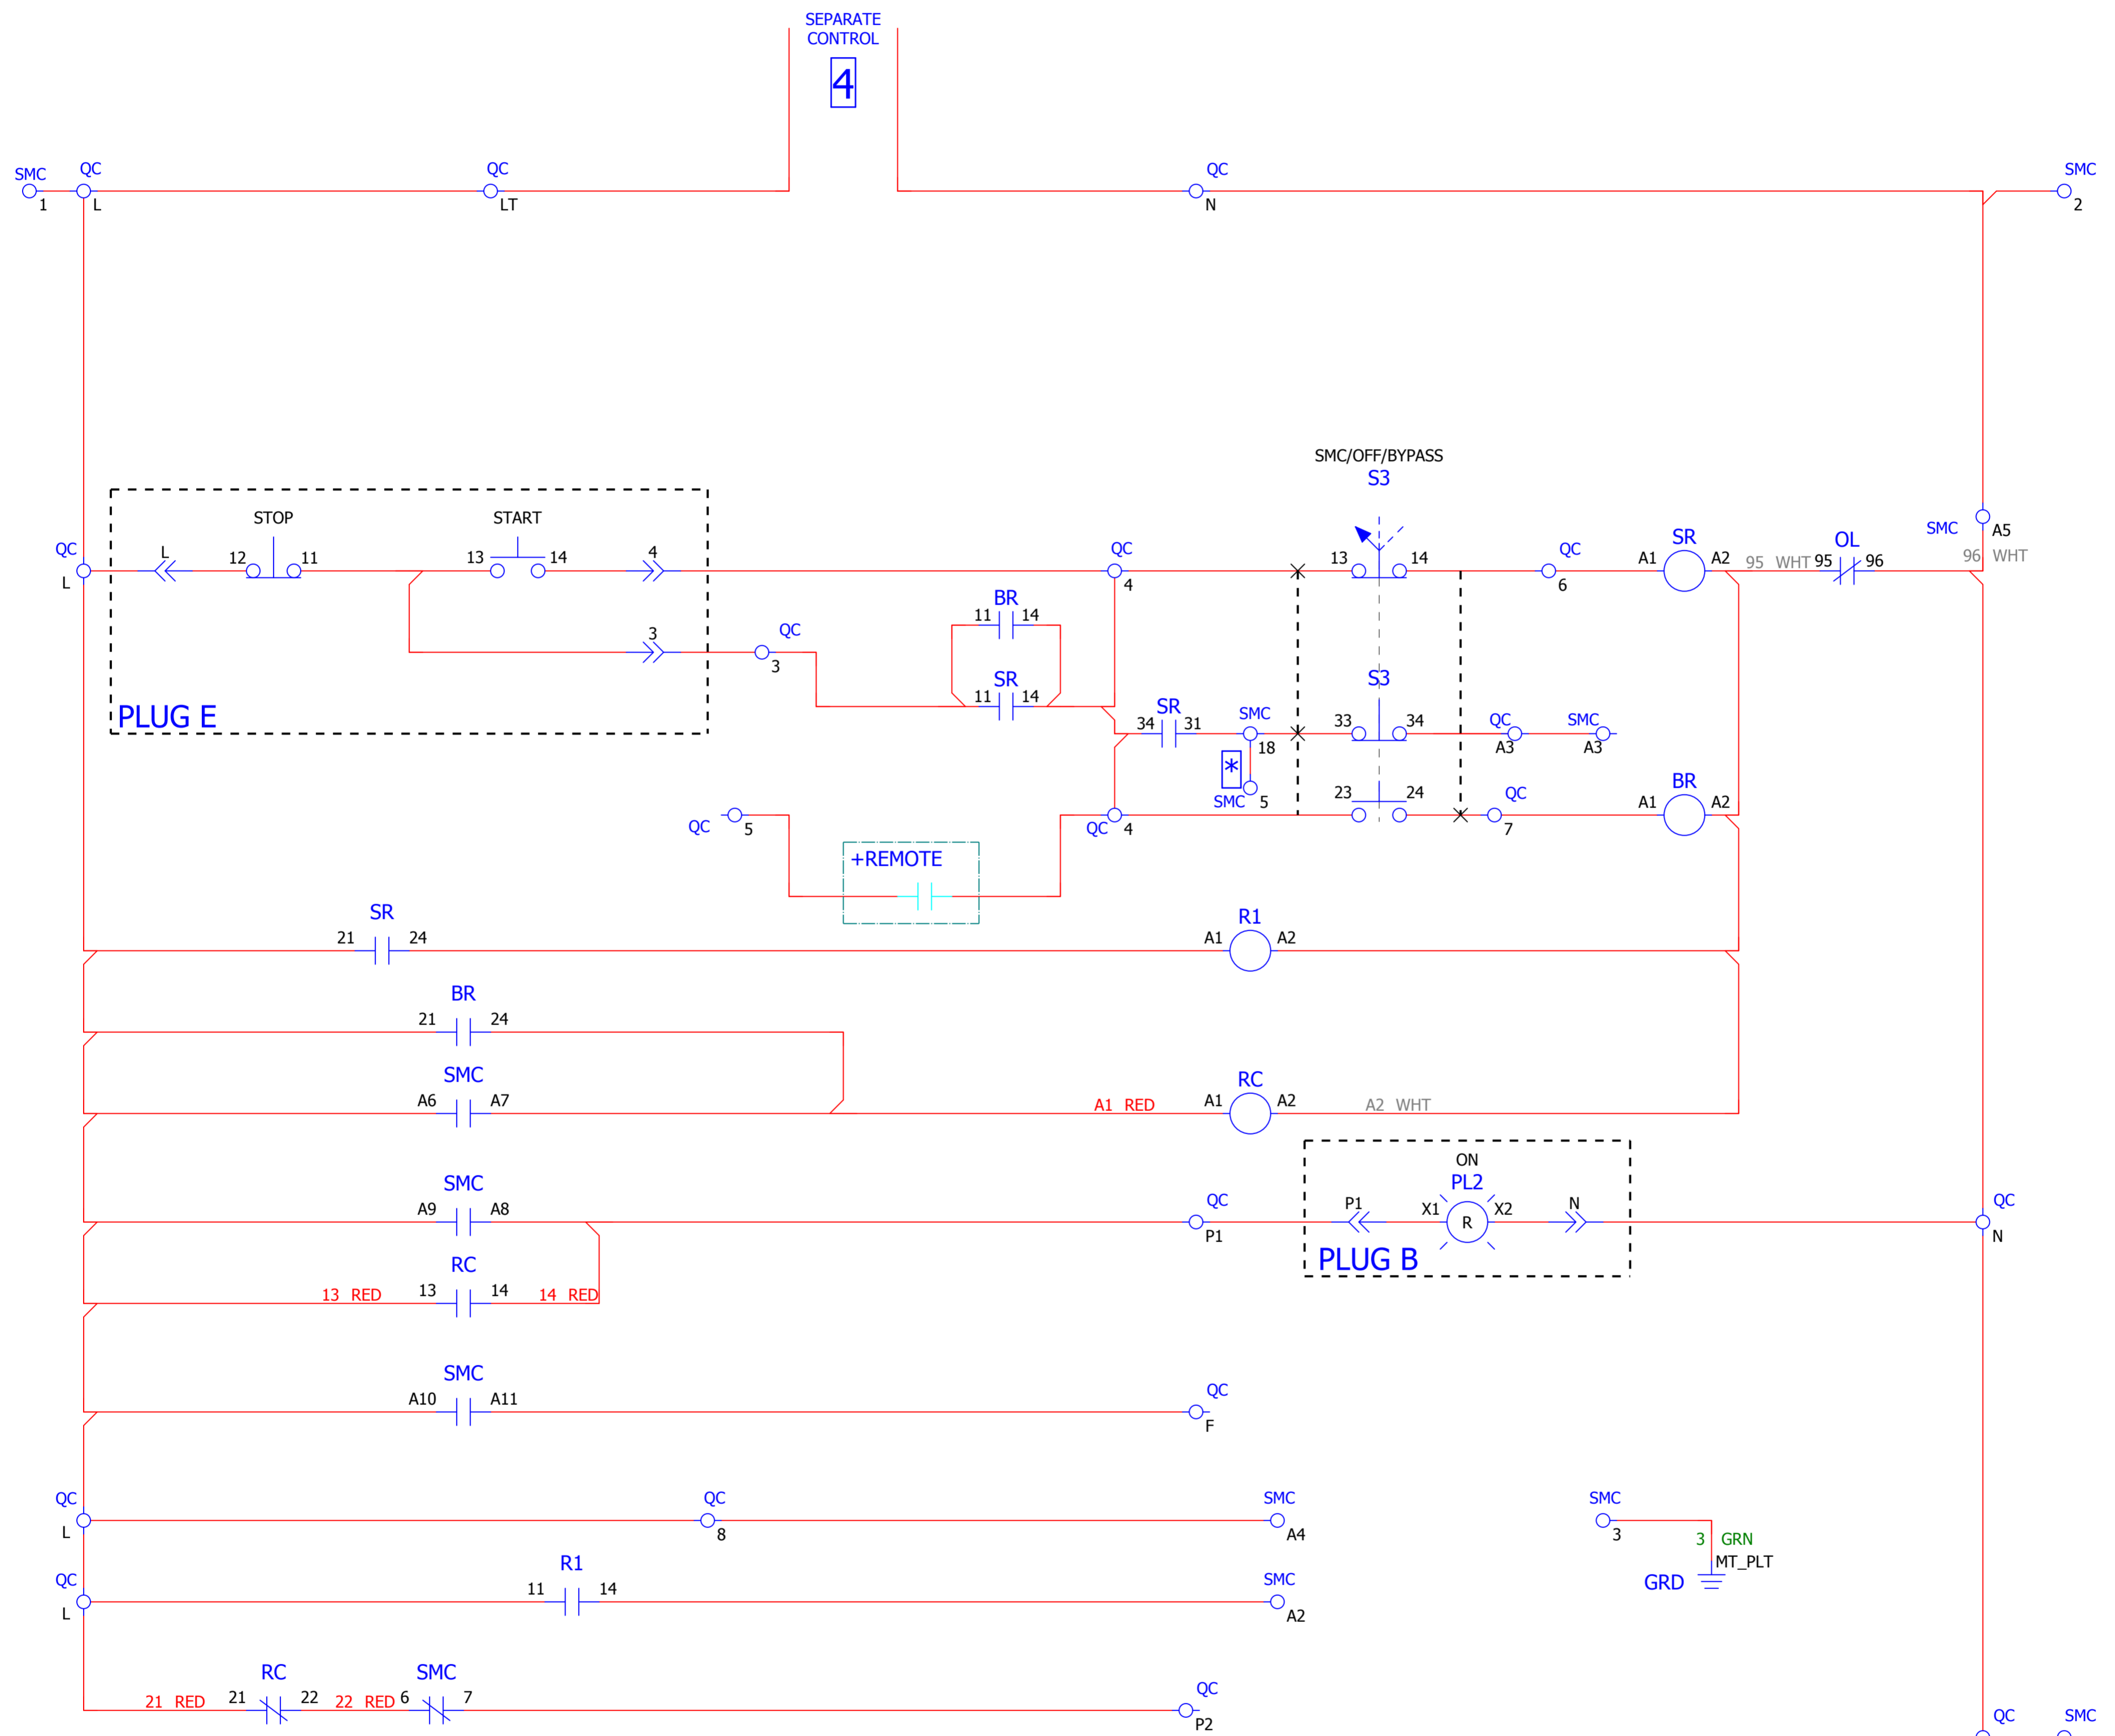 SEPARATE
CONTROL
4
SMC
1
QC
L
QC
LT
QC
N
SMC
2
SMC/OFF/BYPASS
S3
STOP
START
QC
L
L
12
11
13
14
4
QC
4
13
14
QC
6
SR
A1
A2
95 WHT
95
OL
96
SMC
A5
96 WHT
BR
11
14
3
QC
3
SR
11
14
PLUG E
SR
34
31
SMC
18
*
SMC
5
S3
33
34
QC
A3
SMC
A3
QC
5
QC
4
23
24
QC
7
BR
A1
A2
+REMOTE
SR
21
24
R1
A1
A2
BR
21
24
SMC
A6
A7
A1 RED
RC
A1
A2
A2 WHT
SMC
A9
A8
QC
P1
ON
PL2
P1
X1
R
X2
N
PLUG B
QC
N
RC
13 RED
13
14
14 RED
SMC
A10
A11
QC
F
QC
L
QC
8
SMC
A4
SMC
3
3 GRN
MT_PLT
GRD
QC
L
R1
11
14
SMC
A2
RC
21 RED
21
22
22 RED
SMC
6
7
QC
P2
QC
SMC